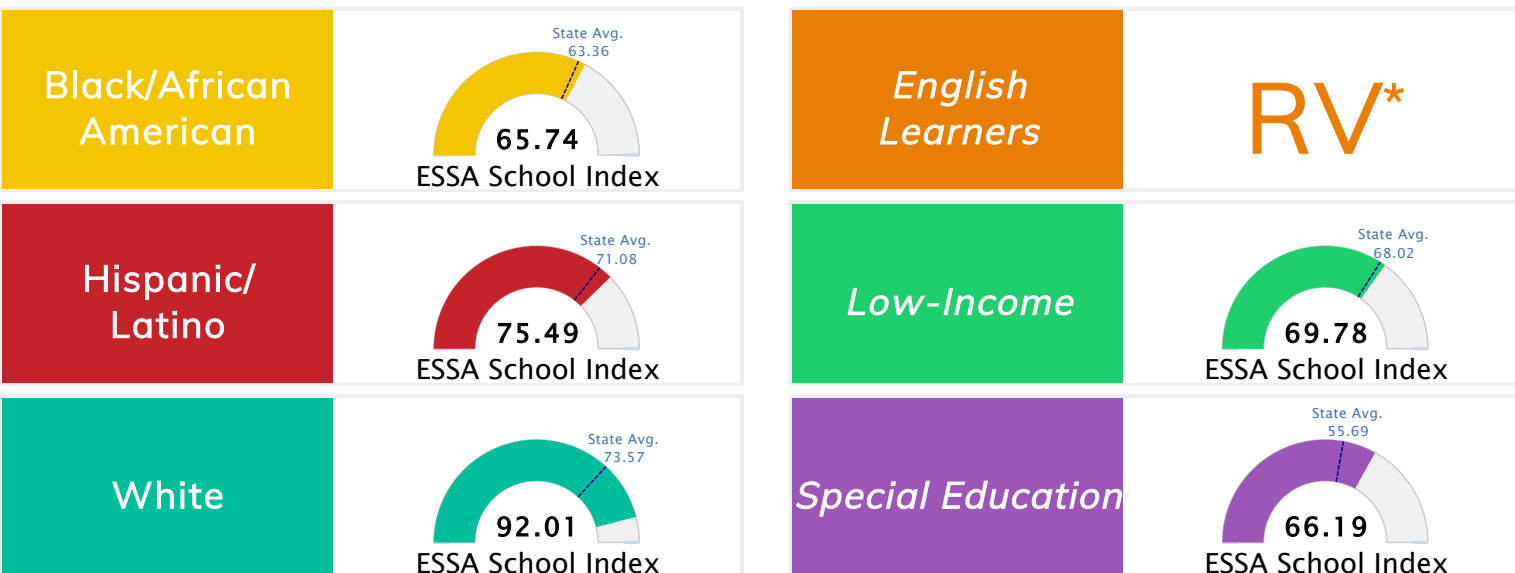 Black/African
American
State Avg.
63.36
65.74
ESSA School Index
English
Learners
RV*
Hispanic/
Latino
State Avg.
71.08
75.49
ESSA School Index
Low-Income
State Avg.
68.02
69.78
ESSA School Index
White
State Avg.
73.57
92.01
ESSA School Index
Special Education
State Avg.
55.69
66.19
ESSA School Index